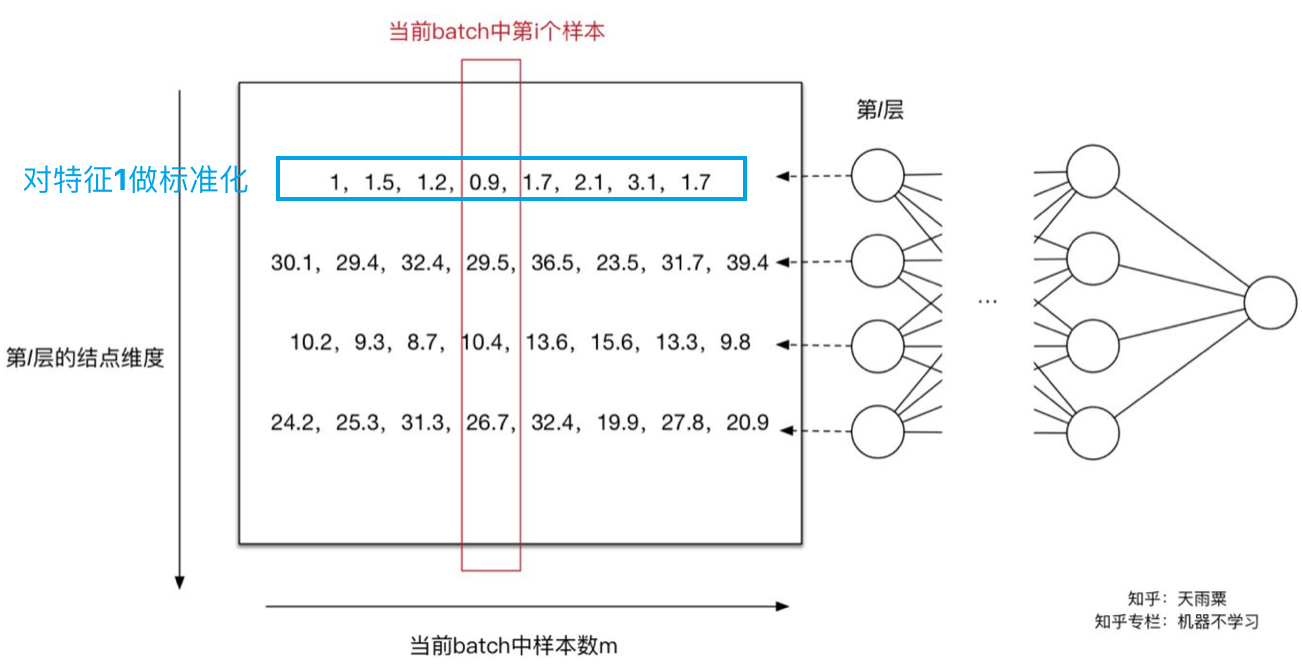 当前batch中第i个样本
第l层
对特征1做标准化
1, 1.5, 1.2, 0.9, 1.7, 2.1, 3.1, 1.7
30.1, 29.4, 32.4, 29.5, 36.5, 23.5, 31.7, 39.4
...
第l层的结点维度
10.2, 9.3, 8.7, 10.4, 13.6, 15.6, 13.3, 9.8
24.2, 25.3, 31.3, 26.7, 32.4, 19.9, 27.8, 20.9
当前batch中样本数m
知乎：天雨粟
知乎专栏：机器不学习